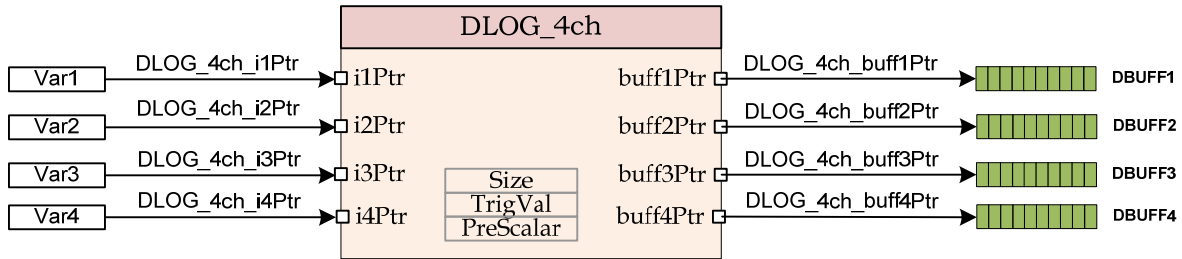 DLOG_4ch
Var1 DLOG_4ch_i1Ptr i1Ptr buff1Ptr DLOG_4ch_buff1Ptr DBUFF1
Var2 DLOG_4ch_i2Ptr i2Ptr buff2Ptr DLOG_4ch_buff2Ptr DBUFF2
Var3 DLOG_4ch_i3Ptr i3Ptr buff3Ptr DLOG_4ch_buff3Ptr DBUFF3
Size
Var4 DLOG_4ch_i4Ptr i4Ptr TrigVal buff4Ptr DLOG_4ch_buff4Ptr DBUFF4
PreScalar